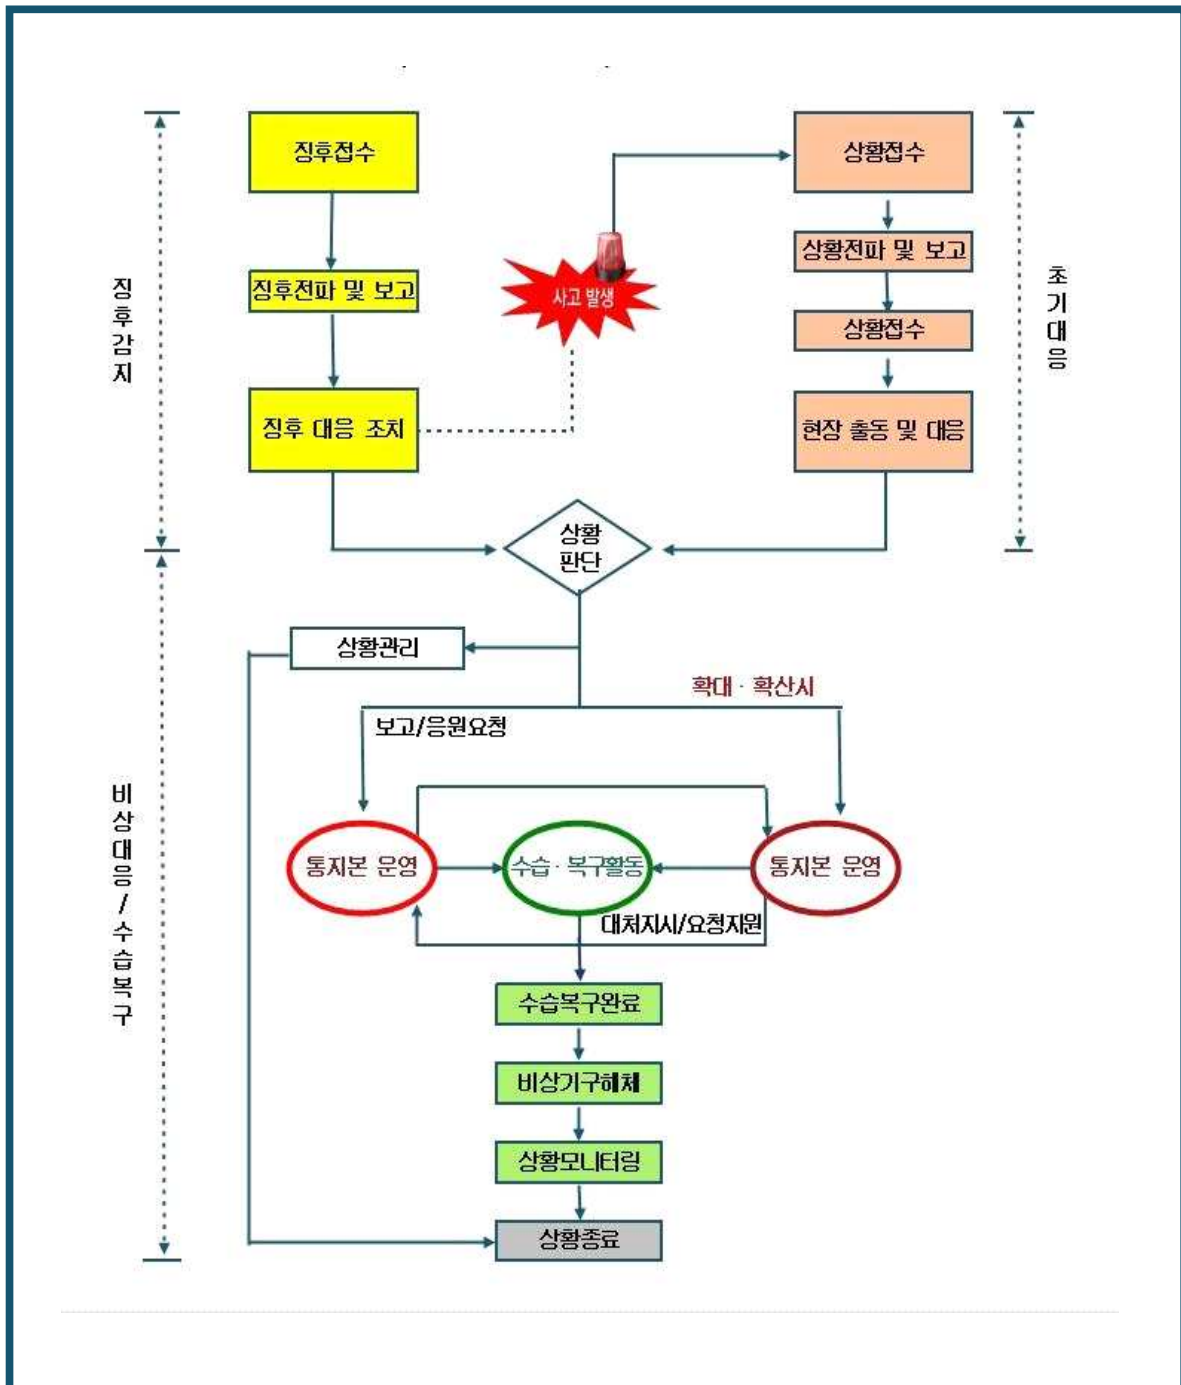 징후접수
상황접수
상황전파 및 보고
징후전파 및 보고
사고 발생
상황접수
징후감지
초기대응
징후 대응 조치
현장 출동 및 대응
상황
판단
상황관리
확대 · 확산시
보고/응원요청
비상대응/수습복구
통지본 운영
수습 · 복구활동
통지본 운영
대처지시/요청지원
수습복구완료
비상기구해체
상황모니터링
상황종료